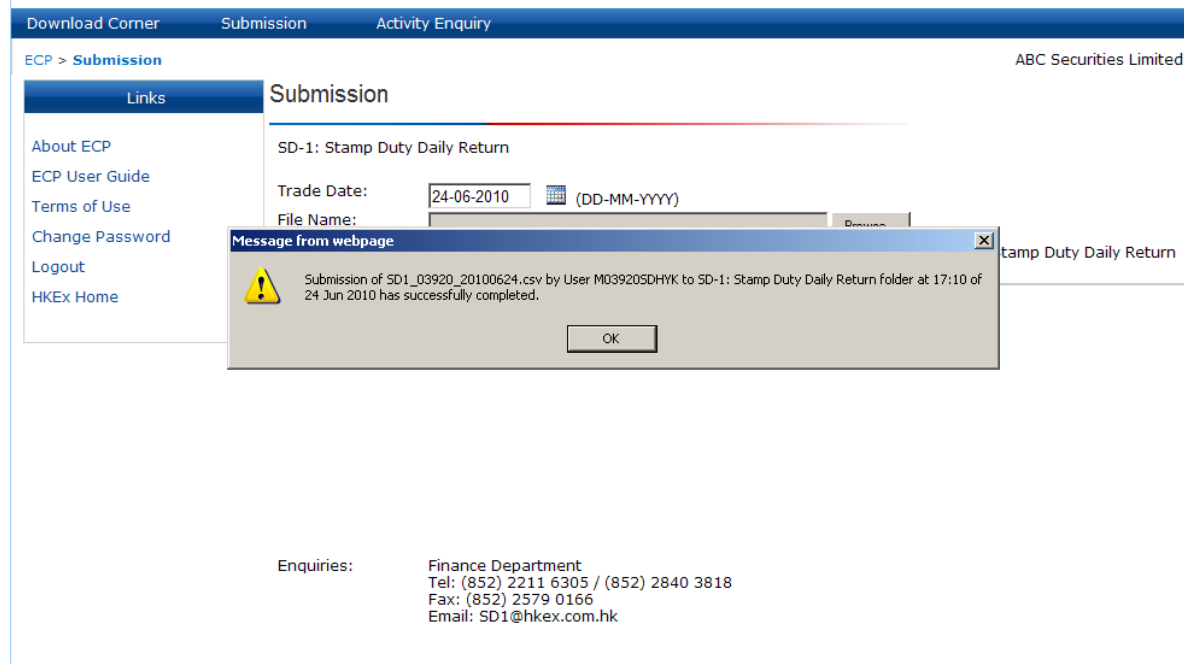 Download Corner Submission Activity Enquiry
ECP > Submission ABC Securities Limited
Links
About ECP
ECP User Guide
Terms of Use
Change Password
Logout
HKEx Home
Submission
SD-1: Stamp Duty Daily Return
Trade Date: 24-06-2010 (DD-MM-YYYY)
File Name: Browse...
Message from webpage
Submission of SD1_03920_20100624.csv by User M03920SDHYK to SD-1: Stamp Duty Daily Return folder at 17:10 of
24 Jun 2010 has successfully completed.
OK
Stamp Duty Daily Return
Enquiries: Finance Department
Tel: (852) 2211 6305 / (852) 2840 3818
Fax: (852) 2579 0166
Email: SD1@hkex.com.hk